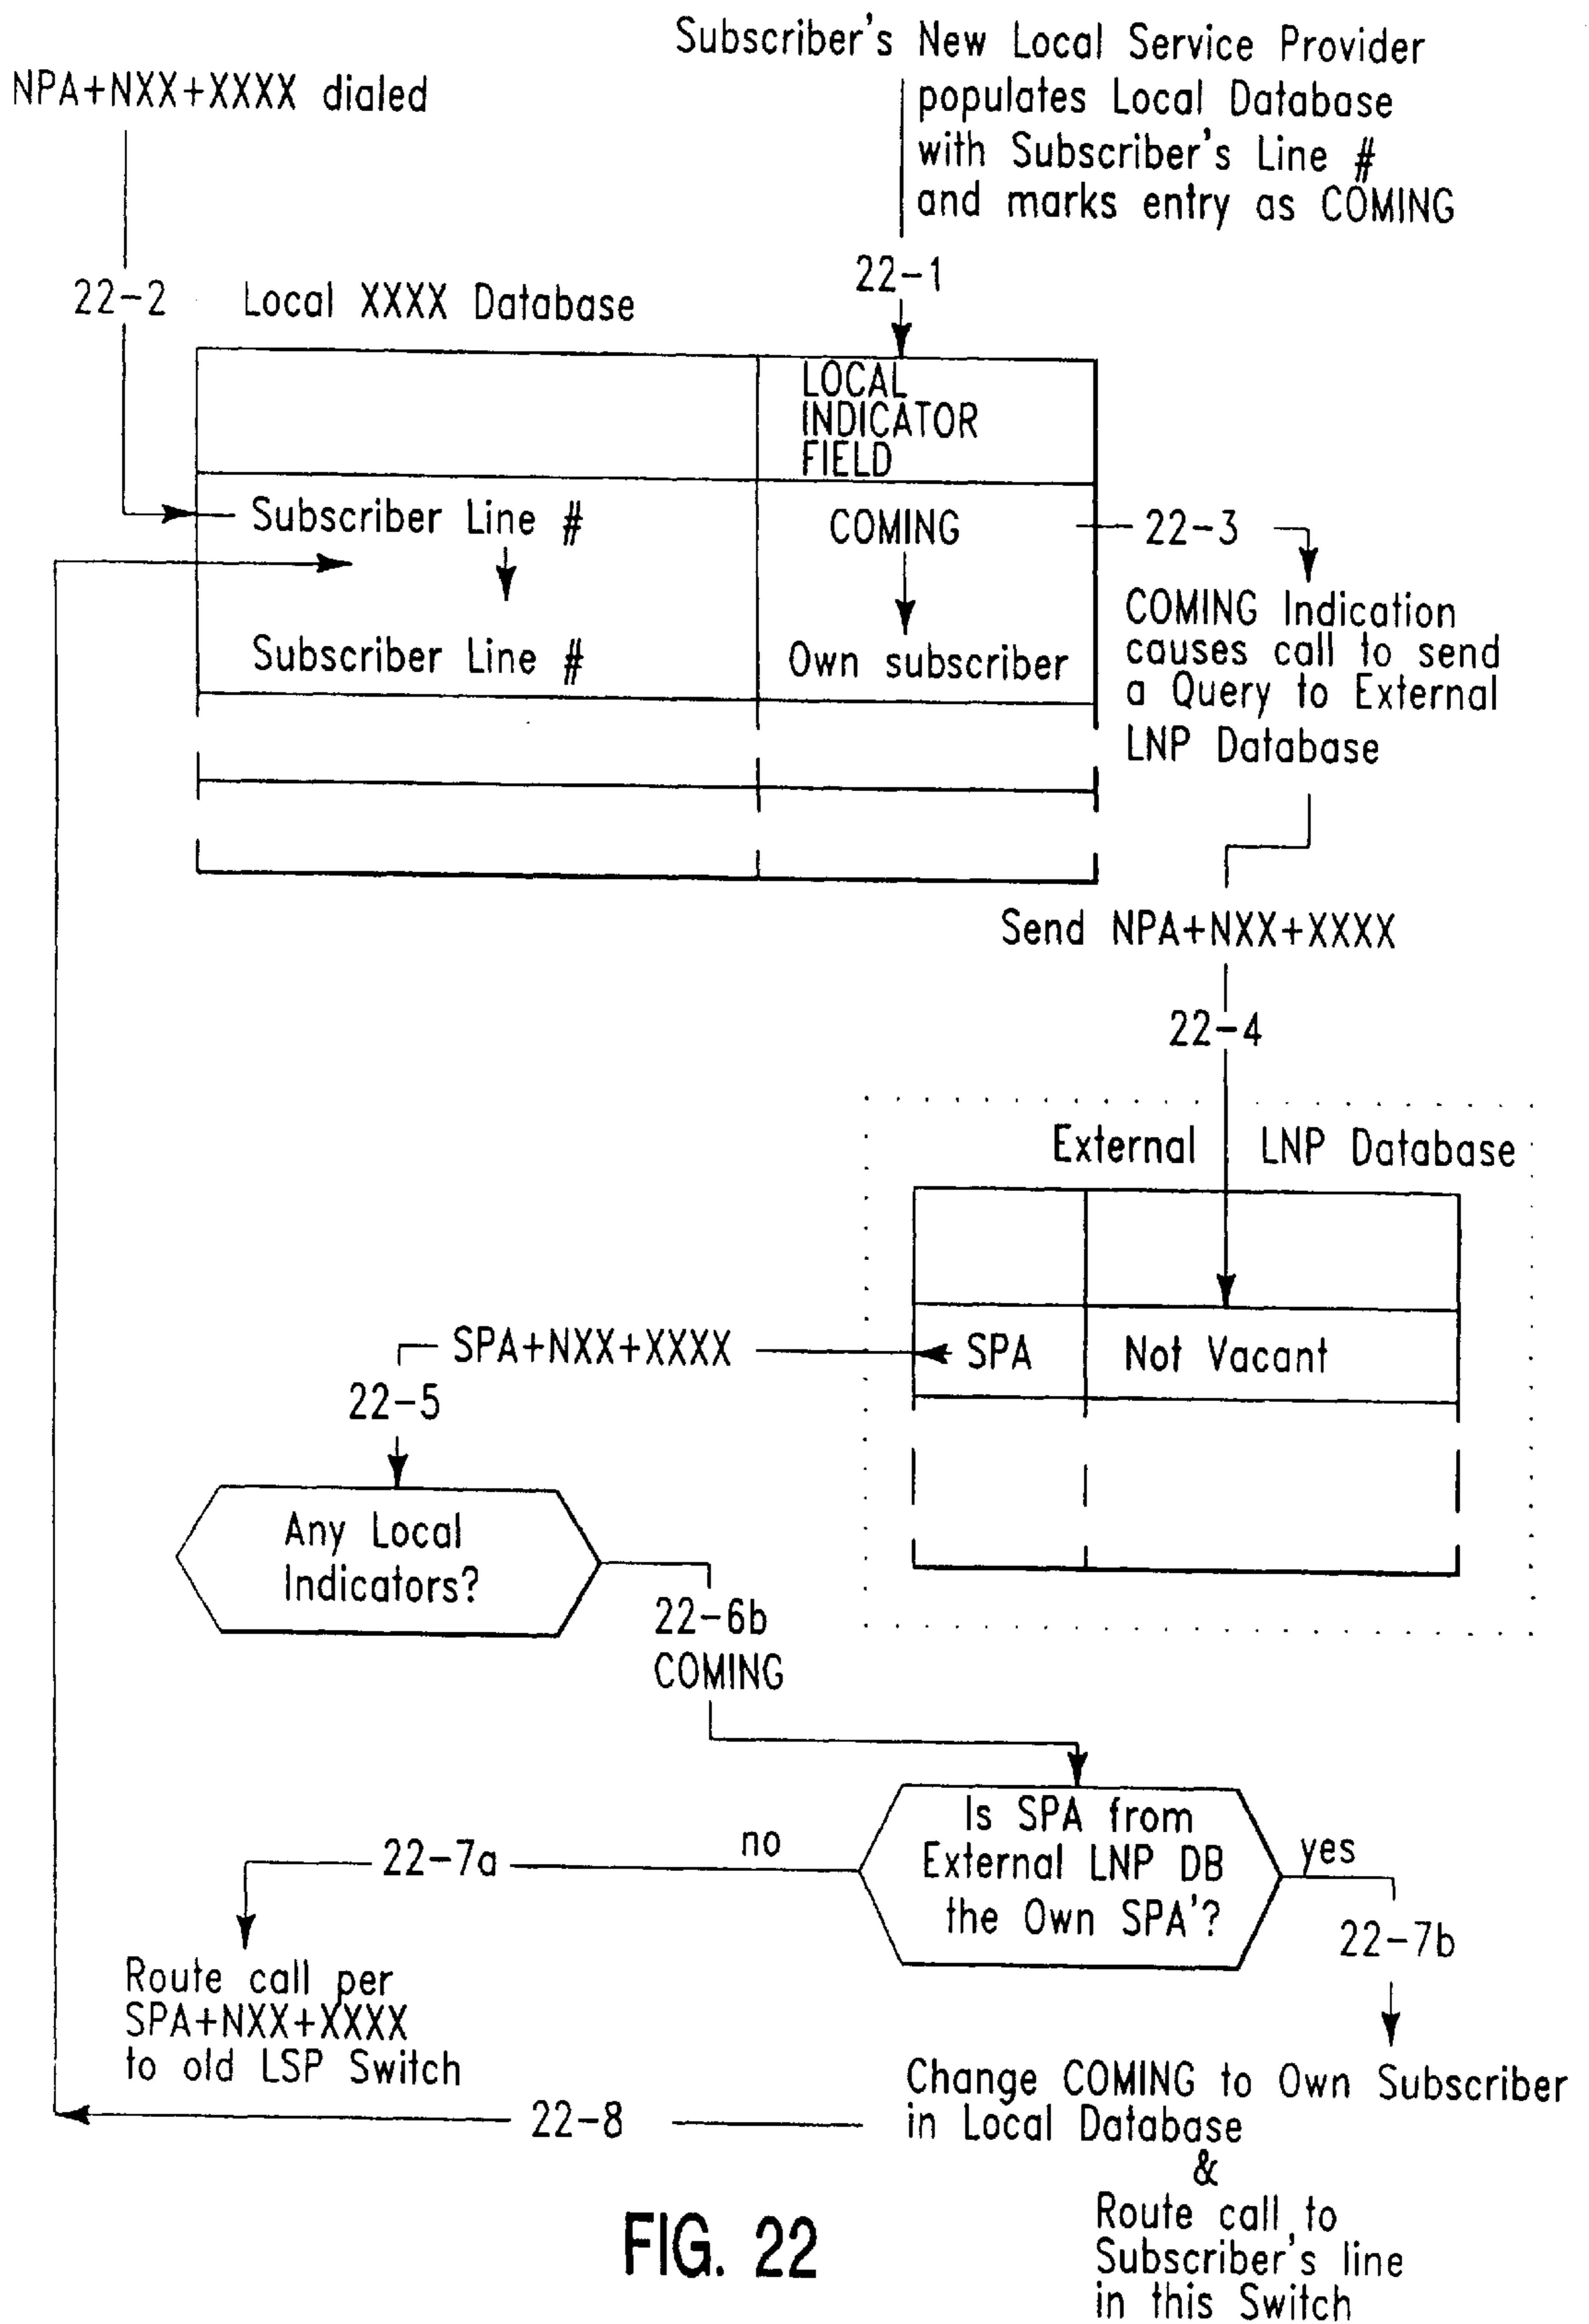 Subscriber's New Local Service Provider
populates Local Database
with Subscriber's Line #
and marks entry as COMING
NPA+NXX+XXXX dialed
22-1
22-2
Local XXXX Database
LOCAL
INDICATOR
FIELD
Subscriber Line #
COMING
22-3
Subscriber Line #
Own subscriber
COMING Indication
causes call to send
a Query to External
LNP Database
Send NPA+NXX+XXXX
22-4
External LNP Database
SPA
Not Vacant
SPA+NXX+XXXX
22-5
Any Local
Indicators?
22-6b
COMING
Is SPA from
External LNP DB
the Own SPA'?
no
yes
22-7a
22-7b
Route call per
SPA+NXX+XXXX
to old LSP Switch
Change COMING to Own Subscriber
in Local Database
&
Route call to
Subscriber's line
in this Switch
22-8
FIG. 22